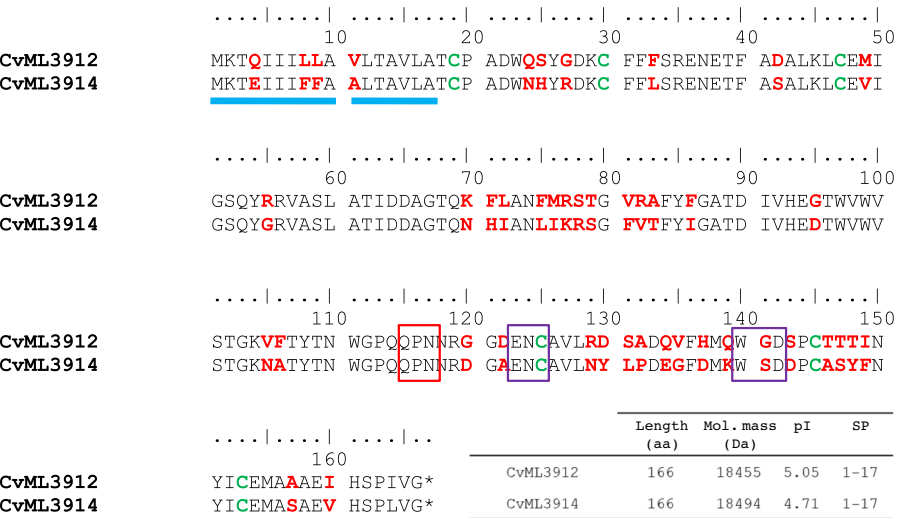 10 20 30 40 50
CvML3912 MKTQIIILLA VLTAVLATCP ADWQSYGDKC FFFSRENETF ADALKLCEMI
CvML3914 MKTEIIIFFA ALTAVLATCP ADWNHYRDKC FFLSRENETF ASALKLCEVI
60 70 80 90 100
CvML3912 GSQYRRVASL ATIDDAGTQK FLANFMRSTG VRAFYFGATD IVHEGTWVWV
CvML3914 GSQYGRVASL ATIDDAGTQN HIANLIKRSG FVTFYIGATD IVHEDTWVWV
110 120 130 140 150
CvML3912 STGKVFTYTN WGPQQPNNRG GDENCAVLRD SADQVFHMQW GDSPCTTTIN
CvML3914 STGKNATYTN WGPQQPNNRD GAENCAVLNY LPDEGFDMKW SDDPCASYFN
160
CvML3912 YICEMAAAEI HSPIVG*
CvML3914 YICEMASAEV HSPLVG*
Length (aa) Mol. mass (Da) pI SP
CvML3912 166 18455 5.05 1–17
CvML3914 166 18494 4.71 1–17